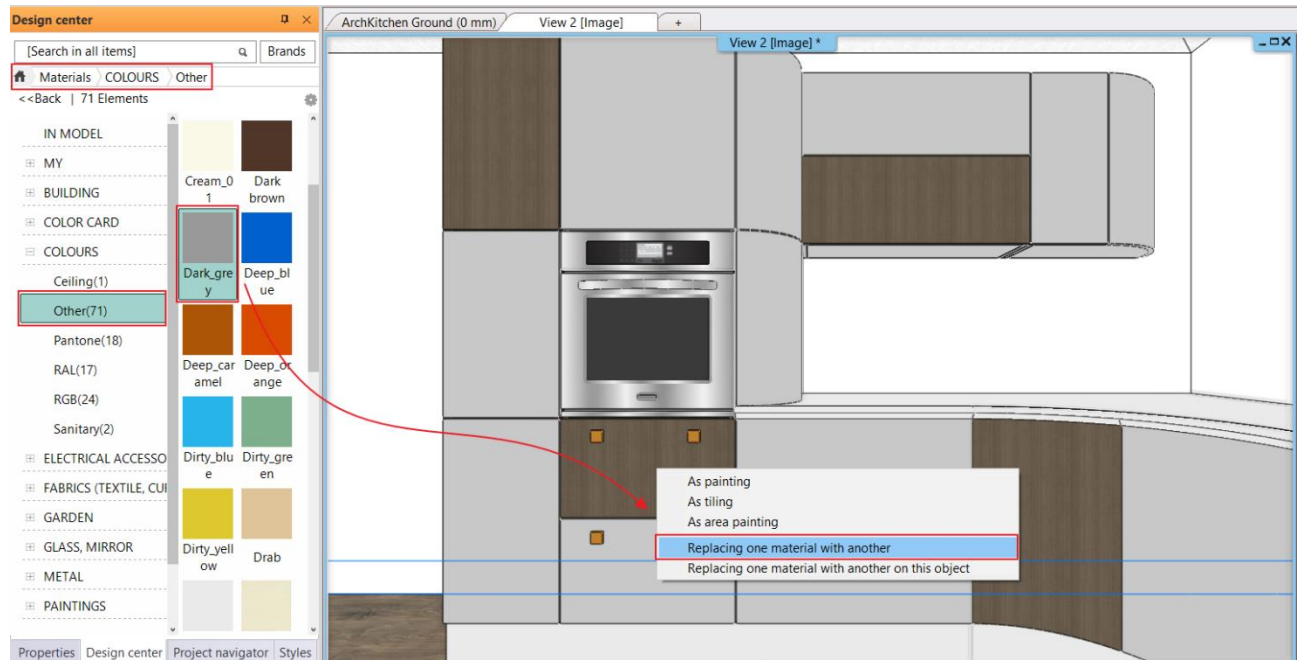 Design center
ArchKitchen Ground (0 mm)
View 2 [Image]
+
[Search in all items]
Brands
View 2 [Image] *
Materials
COLOURS
Other
<<Back | 71 Elements
IN MODEL
MY
BUILDING
COLOR CARD
COLOURS
Ceiling(1)
Other(71)
Pantone(18)
RAL(17)
RGB(24)
Sanitary(2)
ELECTRICAL ACCESSO
FABRICS (TEXTILE, CUR
GARDEN
GLASS, MIRROR
METAL
PAINTINGS
Cream_0
1
Dark
brown
Dark_gre
y
Deep_bl
ue
Deep_car
amel
Deep_or
ange
Dirty_blu
e
Dirty_gre
en
Dirty_yell
ow
Drab
As painting
As tiling
As area painting
Replacing one material with another
Replacing one material with another on this object
Properties
Design center
Project navigator
Styles